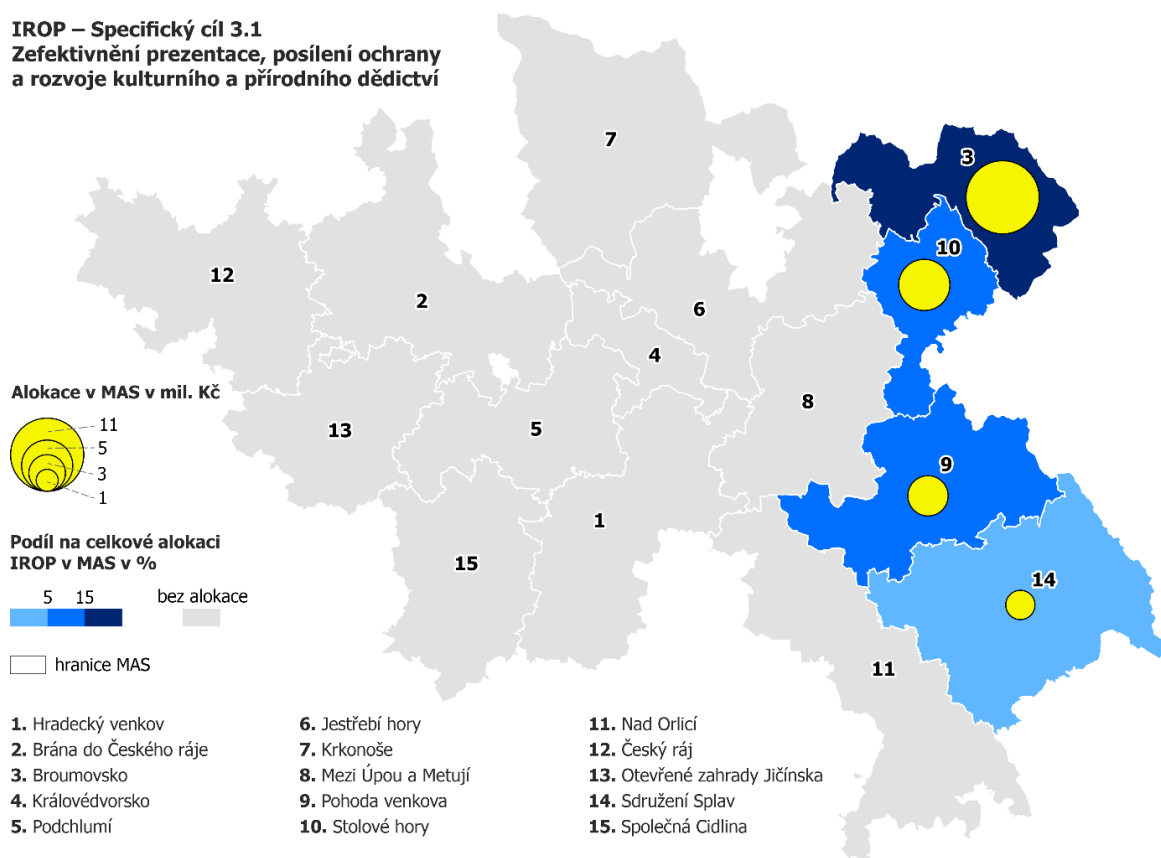 IROP – Specifický cíl 3.1
Zefektivnění prezentace, posílení ochrany
a rozvoje kulturního a přírodního dědictví
7
3
10
12
2
6
4
8
13
5
9
1
15
14
11
Alokace v MAS v mil. Kč
11
5
3
1
Podíl na celkové alokaci
IROP v MAS v %
5 15 bez alokace
hranice MAS
1. Hradecký venkov
2. Brána do Českého ráje
3. Broumovsko
4. Královédvorsko
5. Podchlumí
6. Jestřebí hory
7. Krkonoše
8. Mezi Úpou a Metují
9. Pohoda venkova
10. Stolové hory
11. Nad Orlicí
12. Český ráj
13. Otevřené zahrady Jičínska
14. Sdružení Splav
15. Společná Cidlina